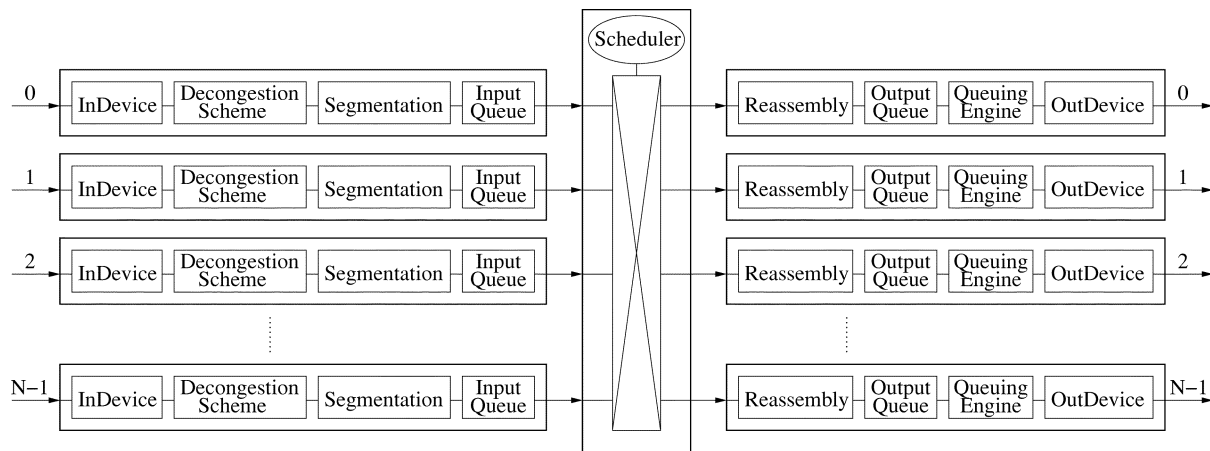 Scheduler
0
InDevice
Decongestion
Scheme
Segmentation
Input
Queue
Reassembly
Output
Queue
Queuing
Engine
OutDevice
0
1
InDevice
Decongestion
Scheme
Segmentation
Input
Queue
Reassembly
Output
Queue
Queuing
Engine
OutDevice
1
2
InDevice
Decongestion
Scheme
Segmentation
Input
Queue
Reassembly
Output
Queue
Queuing
Engine
OutDevice
2
N−1
InDevice
Decongestion
Scheme
Segmentation
Input
Queue
Reassembly
Output
Queue
Queuing
Engine
OutDevice
N−1